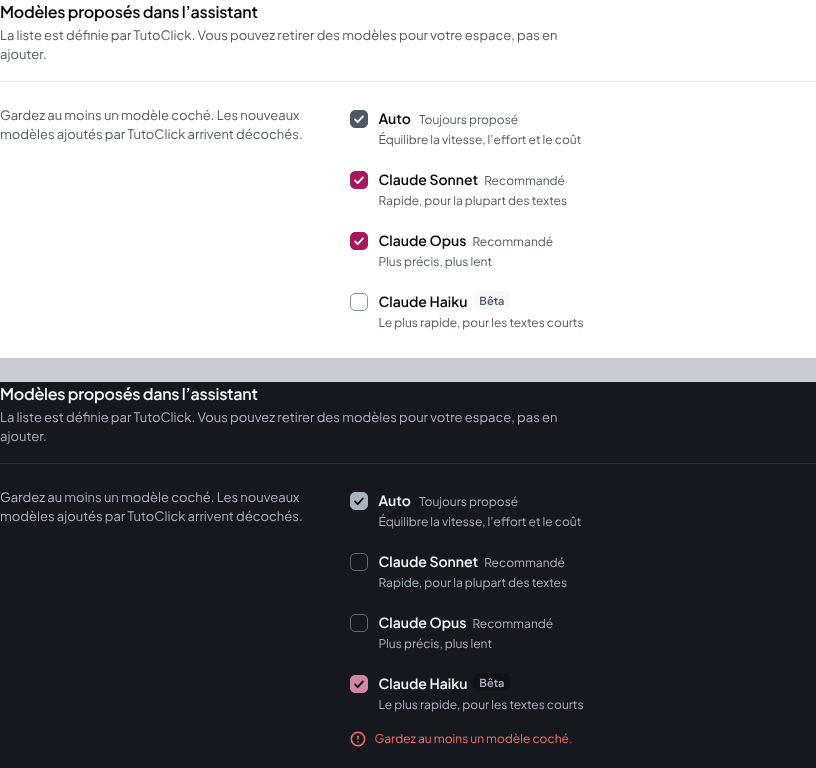 Modèles proposés dans l’assistant
La liste est définie par TutoClick. Vous pouvez retirer des modèles pour votre espace, pas en
ajouter.
Gardez au moins un modèle coché. Les nouveaux
modèles ajoutés par TutoClick arrivent décochés.
Auto Toujours proposé
Équilibre la vitesse, l’effort et le coût
Claude Sonnet Recommandé
Rapide, pour la plupart des textes
Claude Opus Recommandé
Plus précis, plus lent
Claude Haiku Bêta
Le plus rapide, pour les textes courts
Modèles proposés dans l’assistant
La liste est définie par TutoClick. Vous pouvez retirer des modèles pour votre espace, pas en
ajouter.
Gardez au moins un modèle coché. Les nouveaux
modèles ajoutés par TutoClick arrivent décochés.
Auto Toujours proposé
Équilibre la vitesse, l’effort et le coût
Claude Sonnet Recommandé
Rapide, pour la plupart des textes
Claude Opus Recommandé
Plus précis, plus lent
Claude Haiku Bêta
Le plus rapide, pour les textes courts
Gardez au moins un modèle coché.